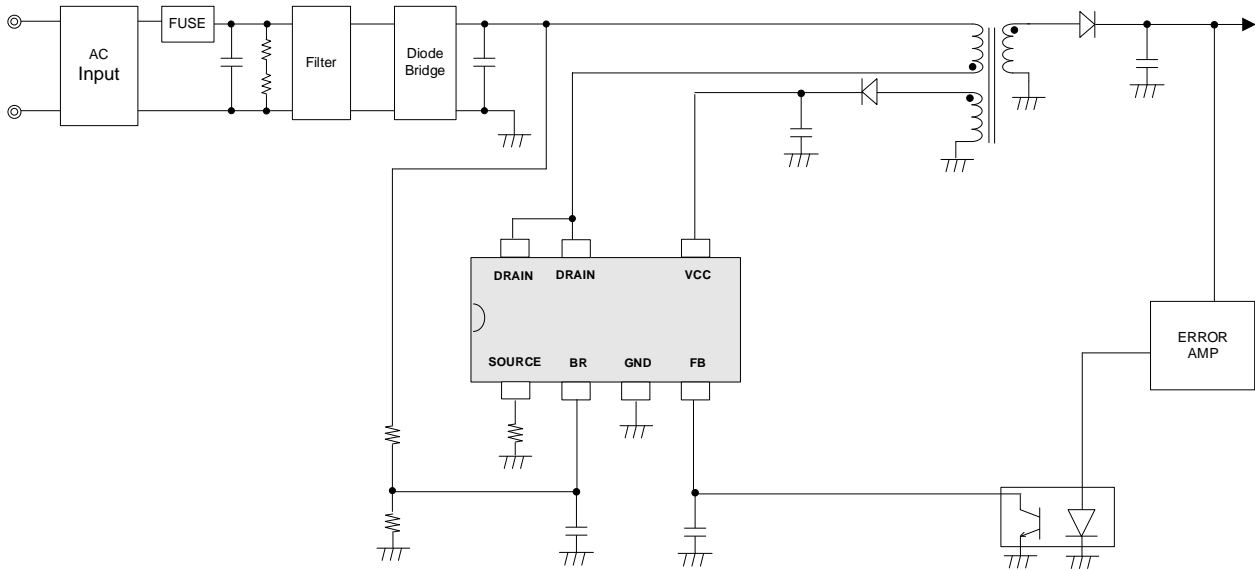 FUSE
AC
Input
Filter
Diode
Bridge
DRAIN
DRAIN
VCC
SOURCE
BR
GND
FB
ERROR
AMP